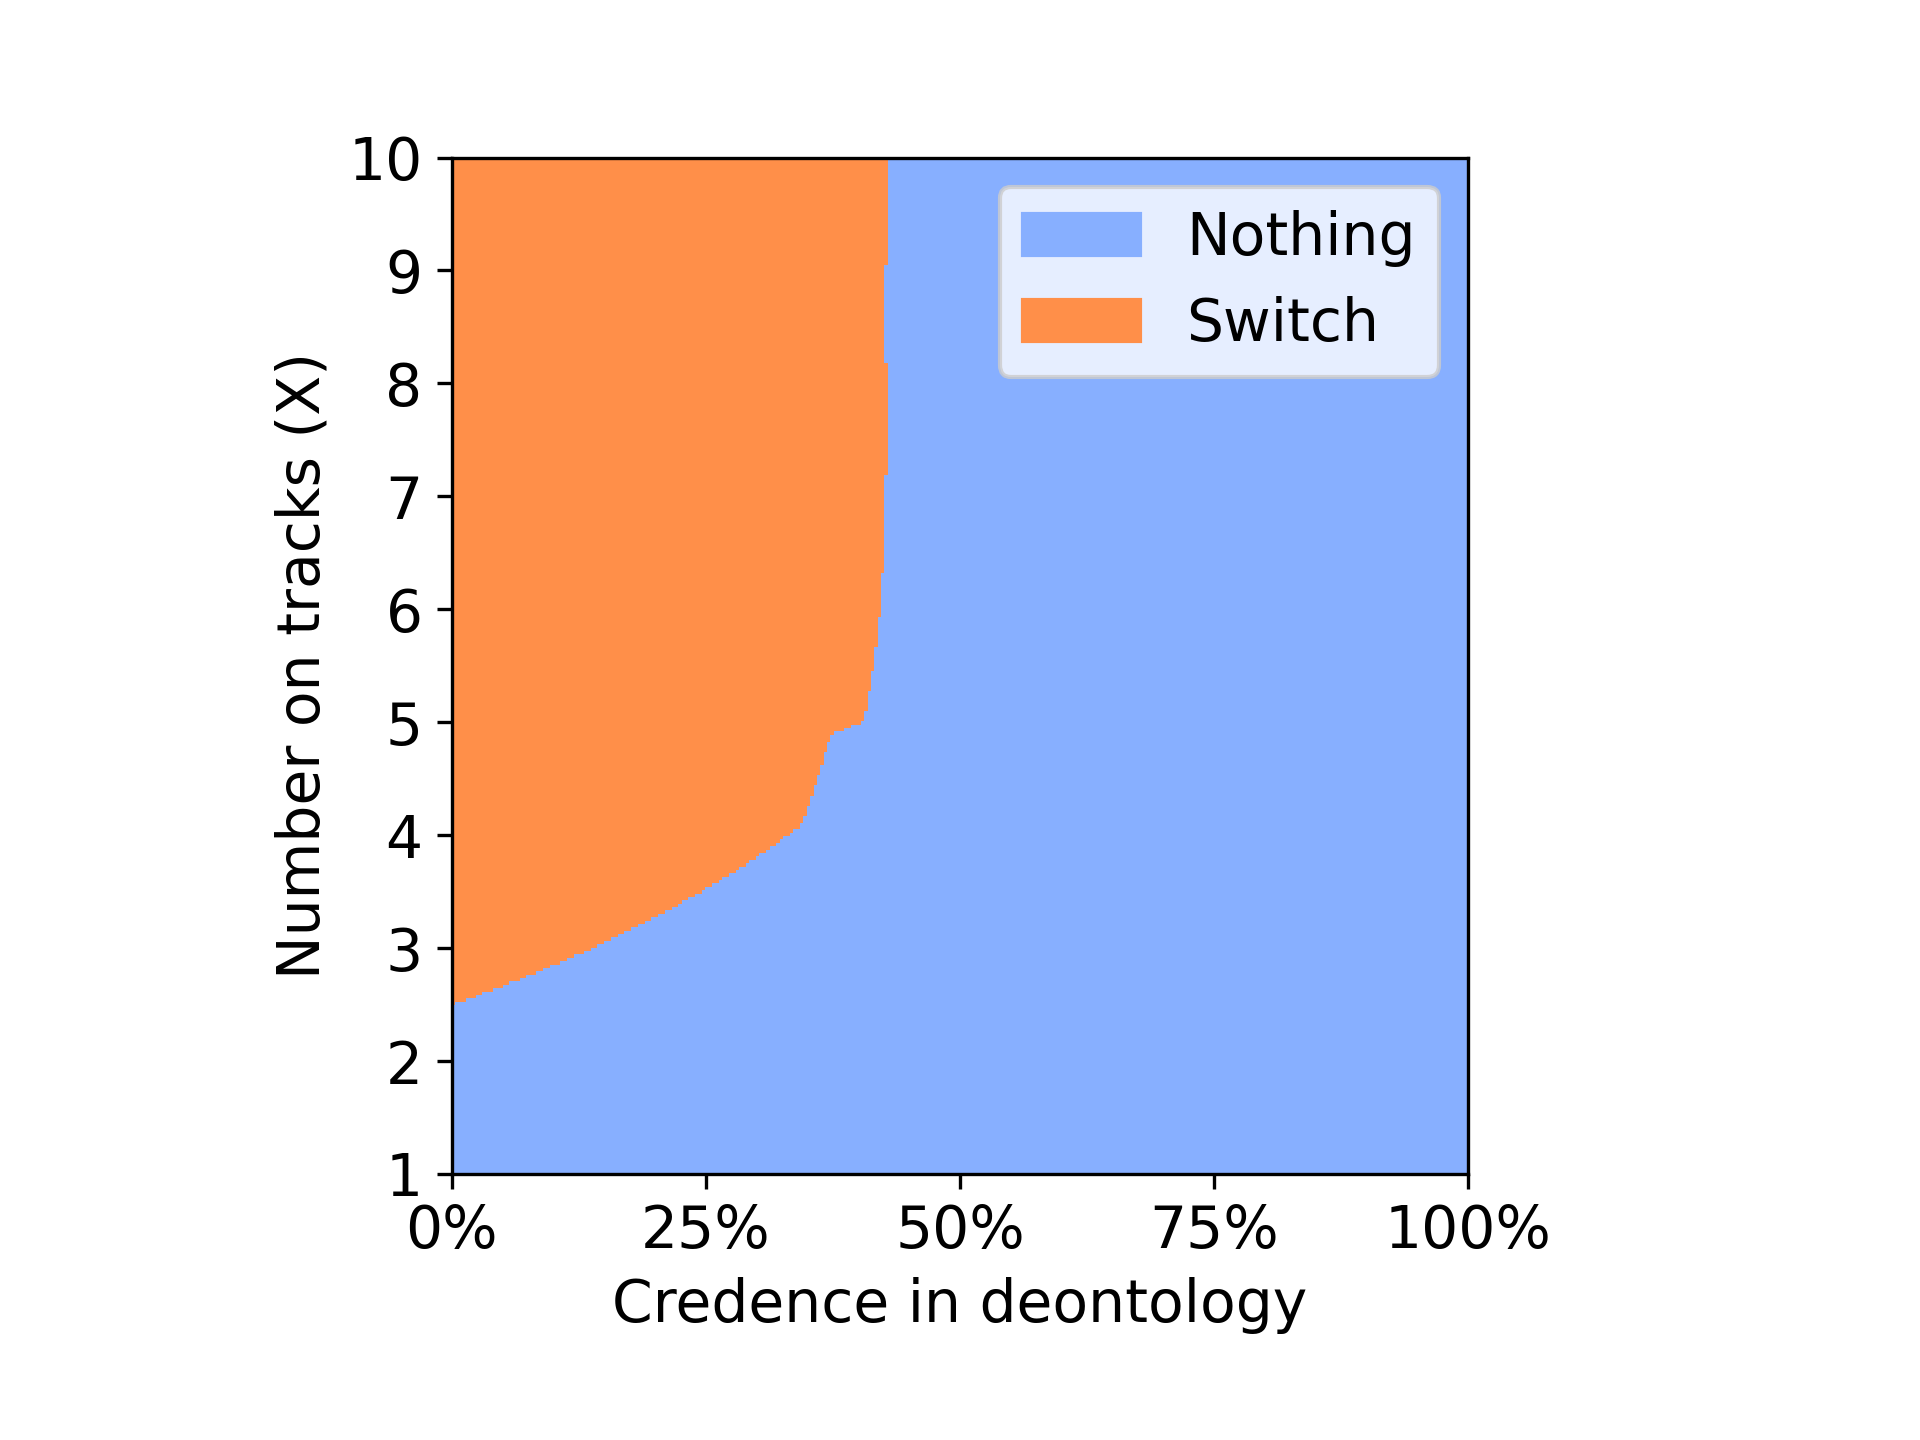 10
9
8
7
6
5
4
3
2
1
Number on tracks (X)
Nothing
Switch
0% 25% 50% 75% 100%
Credence in deontology